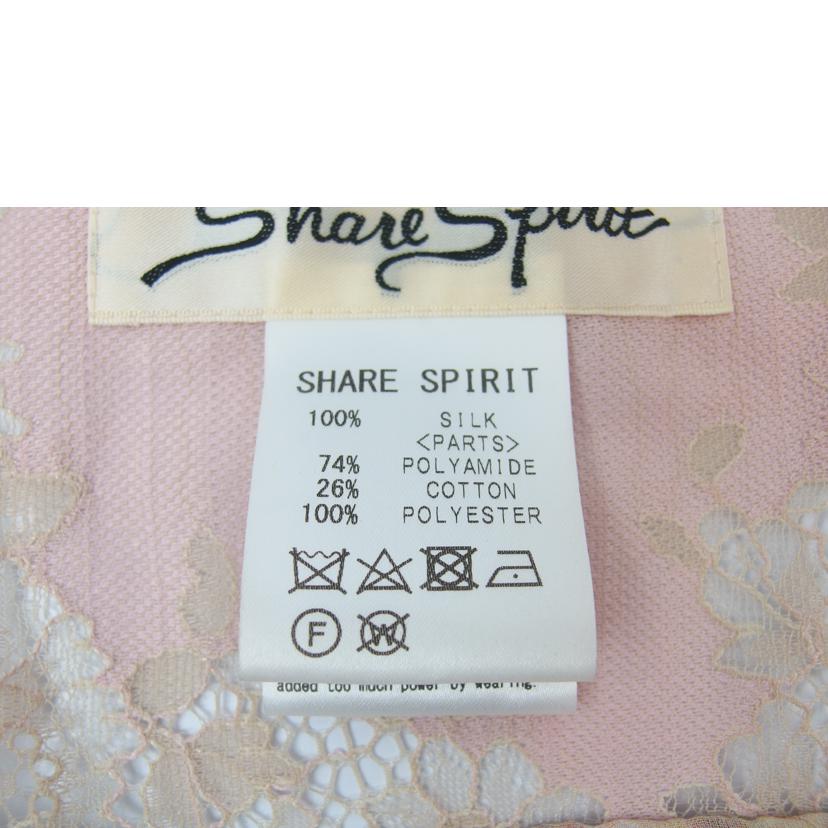 Share Spirit
SHARE SPIRIT
100% SILK
<PARTS>
74% POLYAMIDE
26% COTTON
100% POLYESTER
F W
added too much power by wearing.